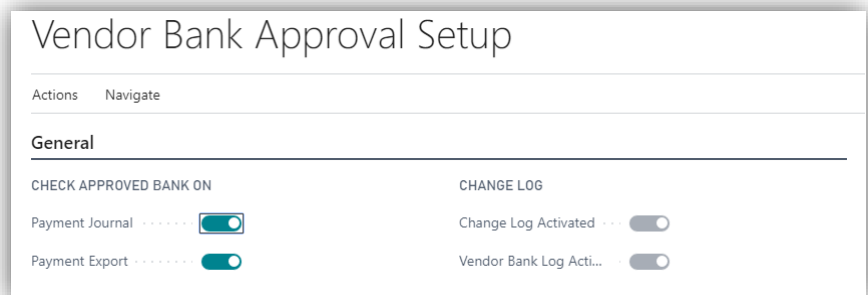 Vendor Bank Approval Setup
Actions Navigate
General
CHECK APPROVED BANK ON CHANGE LOG
Payment Journal Change Log Activated
Payment Export Vendor Bank Log Acti...